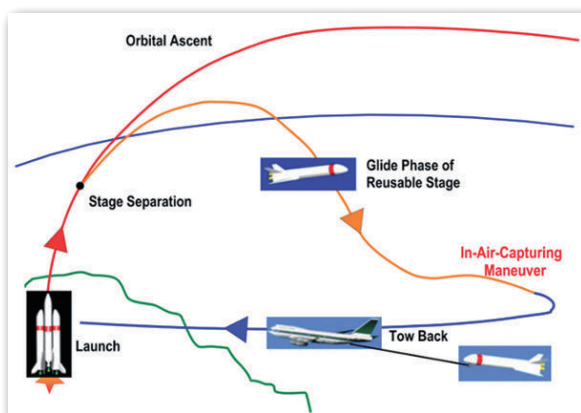 Orbital Ascent
Stage Separation
Glide Phase of
Reusable Stage
In-Air-Capturing
Maneuver
Launch
Tow Back